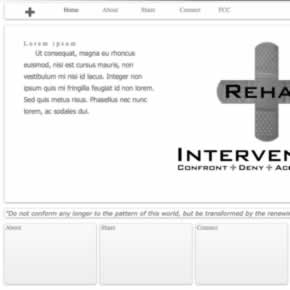 Home About Share Connect FCC
Lorem ipsum
Ut consequat, magna eu rhoncus
euismod, nisi est cursus mauris, non
vestibulum mi nisi id lacus. Integer non
ipsum quis mi fringilla feugiat id non lorem.
Sed quis metus risus. Phasellus nec nunc
lorem, ac sodales dui.
REHA
INTERVEN
CONFRONT + DENY + ACC
"Do not conform any longer to the pattern of this world, but be transformed by the renewin
About Share Connect